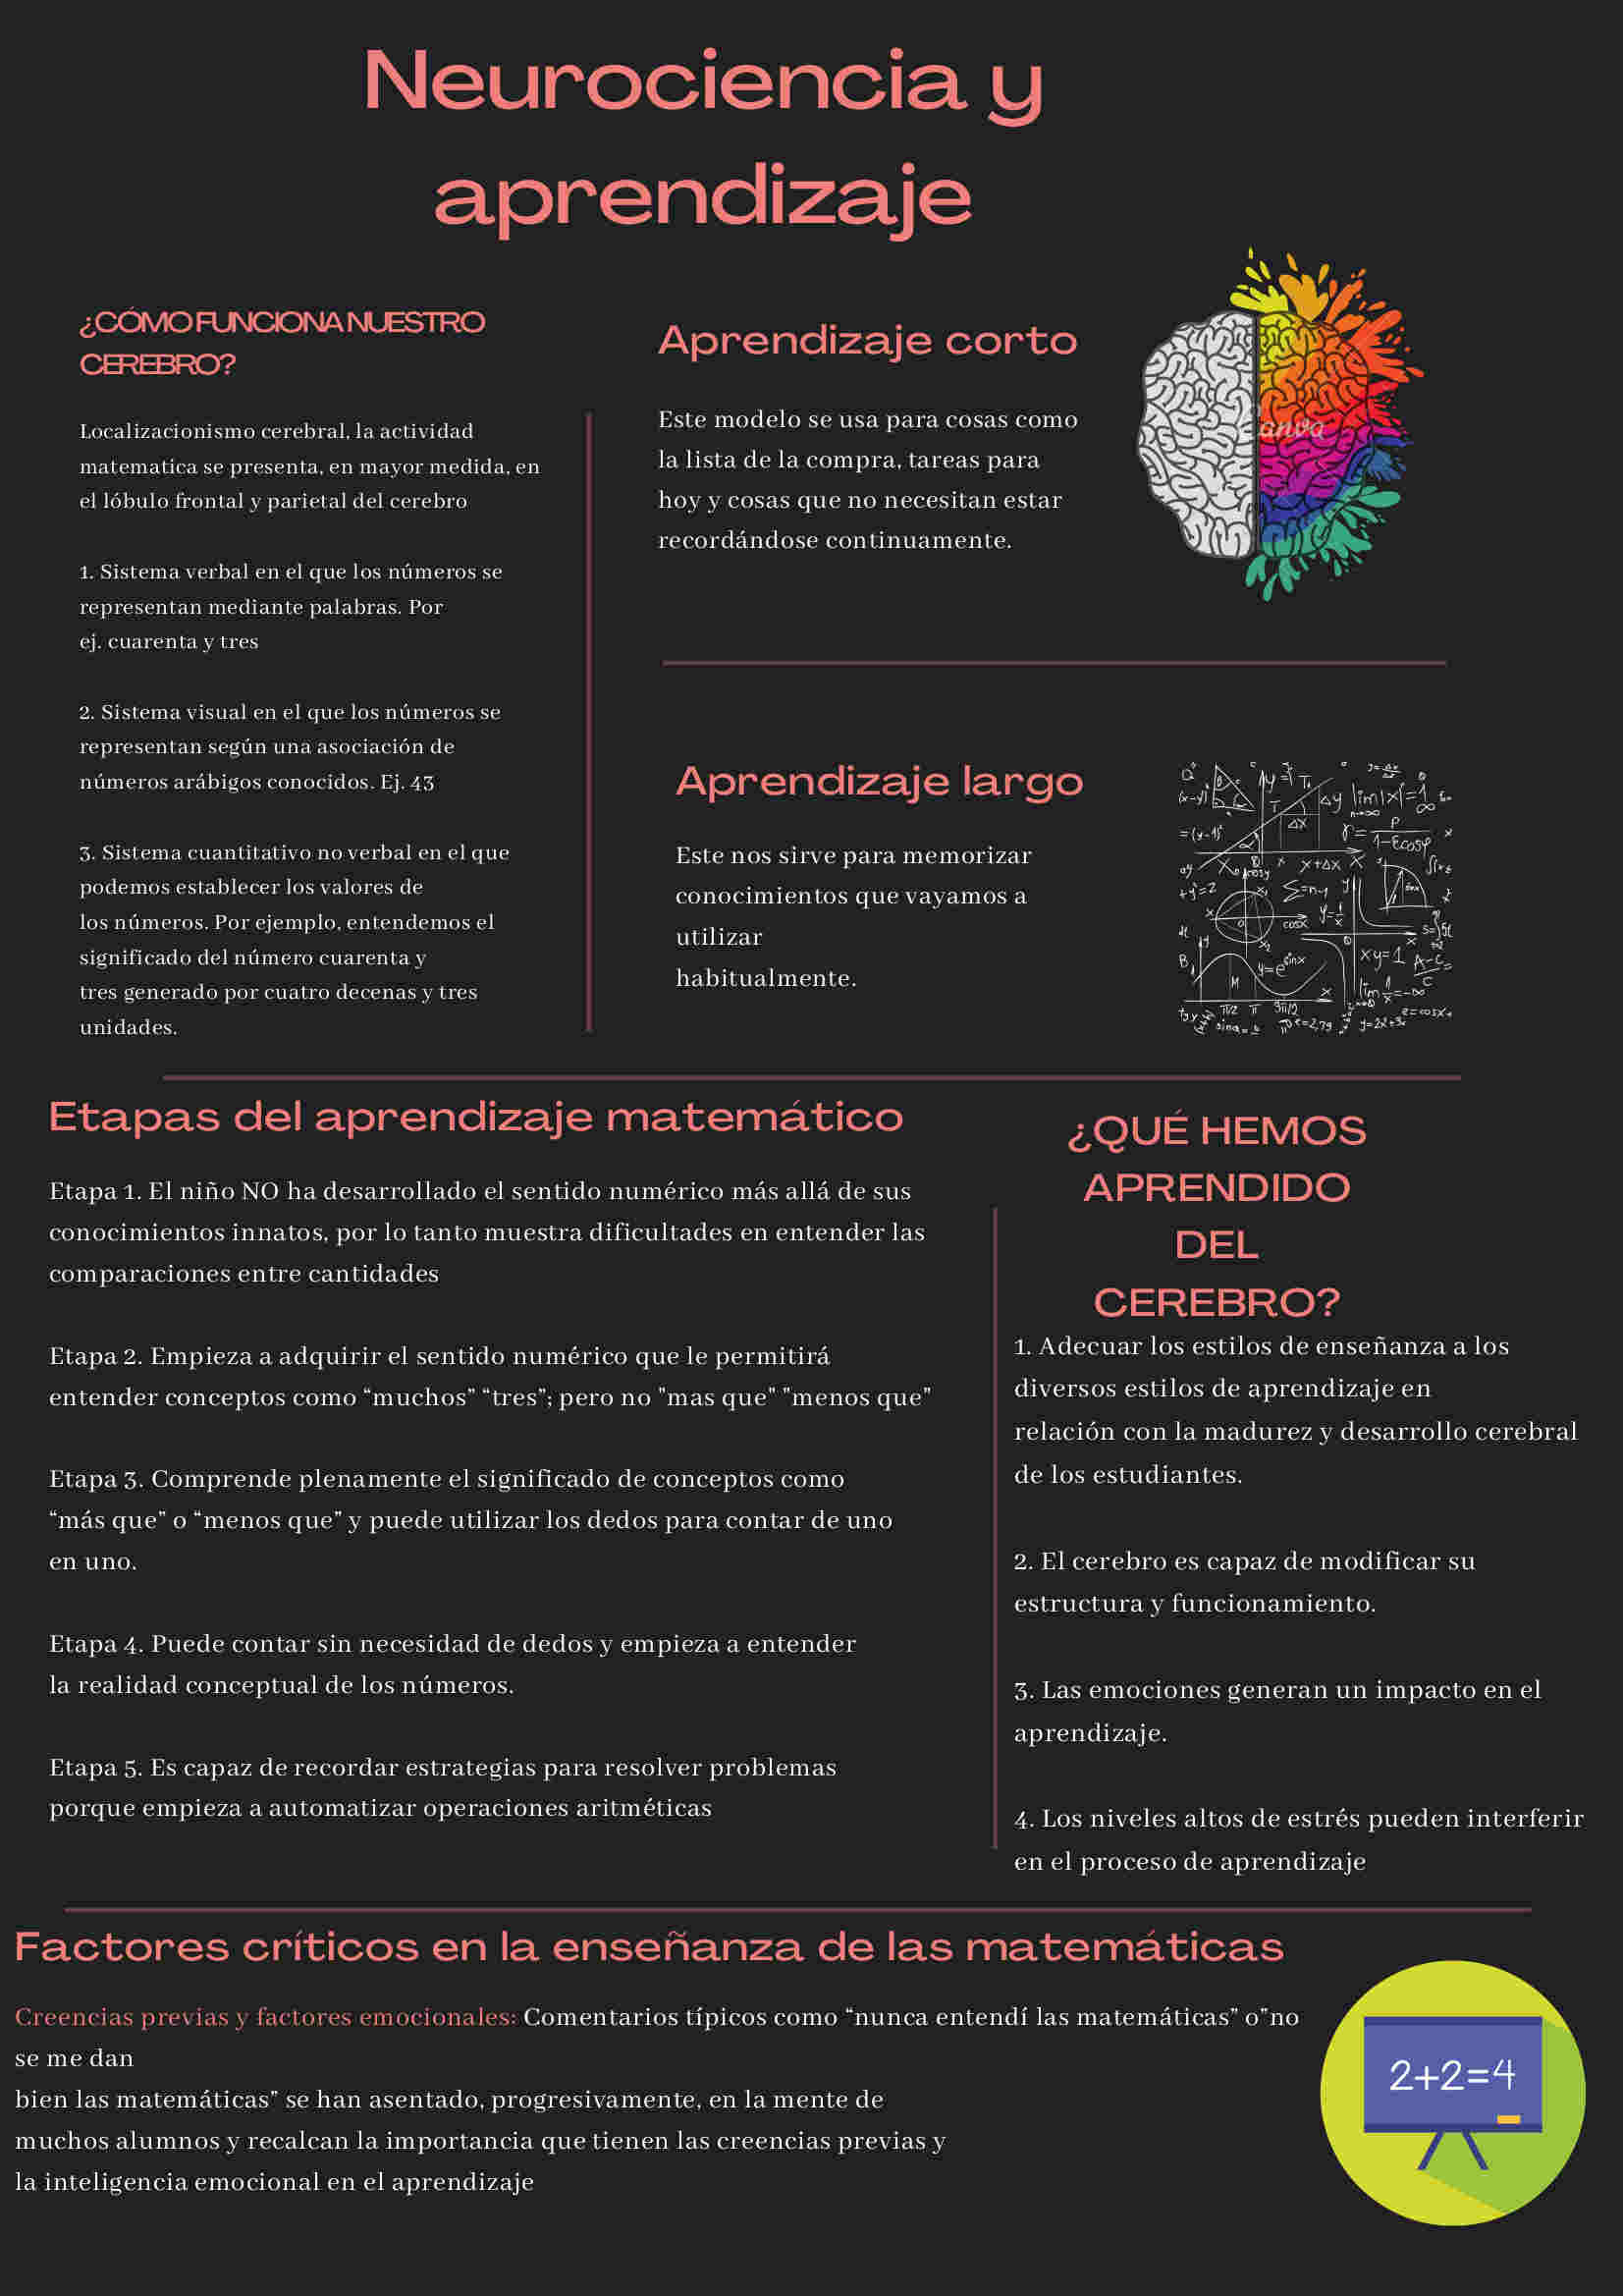 Neurociencia y
aprendizaje
¿CÓMO FUNCIONA NUESTRO
CEREBRO?
Localizacionismo cerebral, la actividad
matematica se presenta, en mayor medida, en
el lóbulo frontal y parietal del cerebro
1. Sistema verbal en el que los números se
representan mediante palabras. Por
ej. cuarenta y tres
2. Sistema visual en el que los números se
representan según una asociación de
números arábigos conocidos. Ej. 43
3. Sistema cuantitativo no verbal en el que
podemos establecer los valores de
los números. Por ejemplo, entendemos el
significado del número cuarenta y
tres generado por cuatro decenas y tres
unidades.
Aprendizaje corto
Este modelo se usa para cosas como
la lista de la compra, tareas para
hoy y cosas que no necesitan estar
recordándose continuamente.
Canva
Aprendizaje largo
Este nos sirve para memorizar
conocimientos que vayamos a
utilizar
habitualmente.
Etapas del aprendizaje matemático
Etapa 1. El niño NO ha desarrollado el sentido numérico más allá de sus
conocimientos innatos, por lo tanto muestra dificultades en entender las
comparaciones entre cantidades
Etapa 2. Empieza a adquirir el sentido numérico que le permitirá
entender conceptos como “muchos” “tres”; pero no "mas que" "menos que"
Etapa 3. Comprende plenamente el significado de conceptos como
“más que” o “menos que” y puede utilizar los dedos para contar de uno
en uno.
Etapa 4. Puede contar sin necesidad de dedos y empieza a entender
la realidad conceptual de los números.
Etapa 5. Es capaz de recordar estrategias para resolver problemas
porque empieza a automatizar operaciones aritméticas
¿QUÉ HEMOS
APRENDIDO
DEL
CEREBRO?
1. Adecuar los estilos de enseñanza a los
diversos estilos de aprendizaje en
relación con la madurez y desarrollo cerebral
de los estudiantes.
2. El cerebro es capaz de modificar su
estructura y funcionamiento.
3. Las emociones generan un impacto en el
aprendizaje.
4. Los niveles altos de estrés pueden interferir
en el proceso de aprendizaje
Factores críticos en la enseñanza de las matemáticas
Creencias previas y factores emocionales: Comentarios típicos como “nunca entendí las matemáticas” o"no
se me dan
bien las matemáticas” se han asentado, progresivamente, en la mente de
muchos alumnos y recalcan la importancia que tienen las creencias previas y
la inteligencia emocional en el aprendizaje
2+2=4